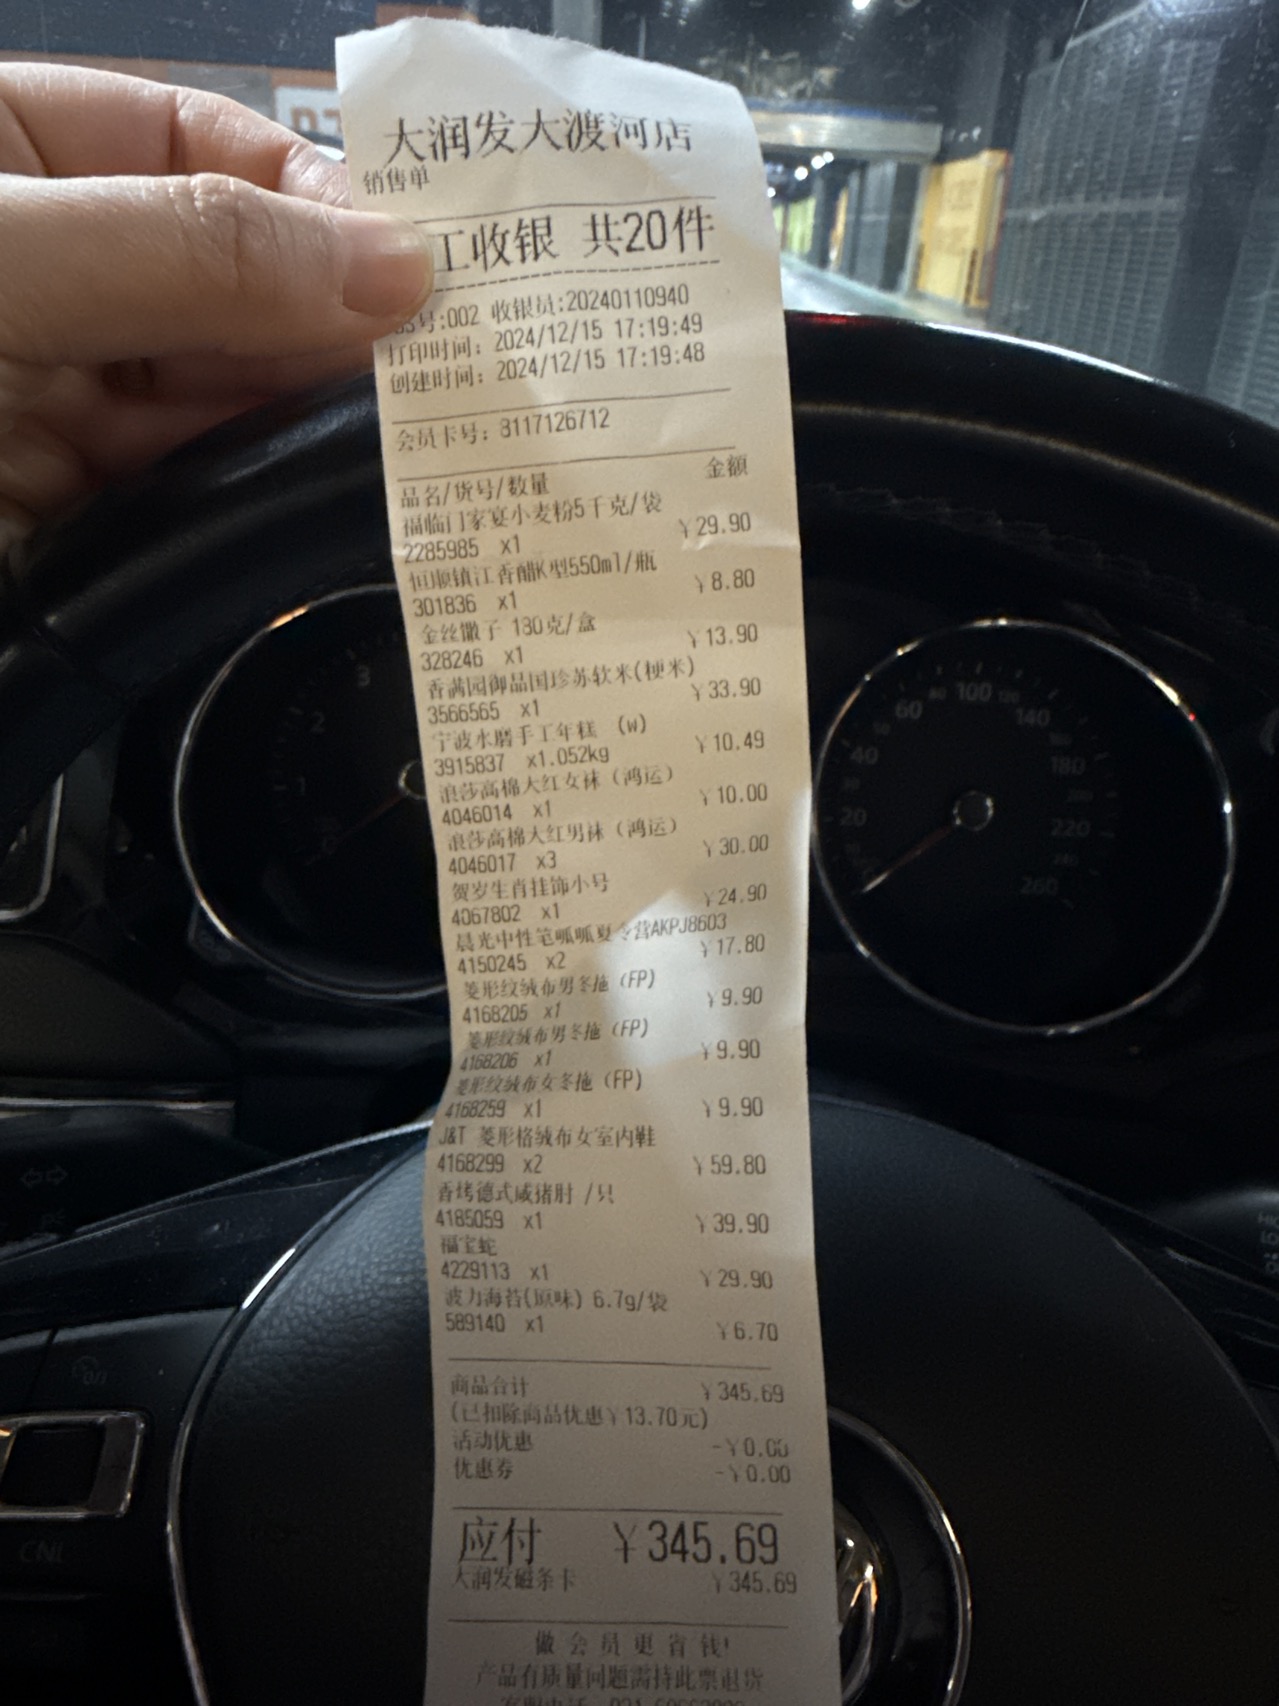 大润发大渡河店
销售单
工收银 共20件
号:002 收银员:20240110940
打印时间: 2024/12/15 17:19:49
创建时间: 2024/12/15 17:19:48
会员卡号: 8117126712
品名/货号/数量 金额
福临门家宴小麦粉5千克/袋
2285985 x1 ¥29.90
恒顺镇江香醋K型550ml/瓶
301836 x1 ¥8.80
金丝馓子 180克/盒
328246 x1 ¥13.90
香满园御品国珍苏软米(粳米)
3566565 x1 ¥33.90
宁波水磨手工年糕 (W)
3915837 x1.052kg ¥10.49
浪莎高棉大红女袜 (鸿运)
4046014 x1 ¥10.00
浪莎高棉大红男袜 (鸿运)
4046017 x3 ¥30.00
贺岁生肖挂饰小号
4067802 x1 ¥24.90
晨光中性笔呱呱夏令营AKPJ8603
4150245 x2 ¥17.80
菱形纹绒布男冬拖 (FP)
4168205 x1 ¥9.90
菱形纹绒布男冬拖 (FP)
4168206 x1 ¥9.90
菱形纹绒布女冬拖 (FP)
4168259 x1 ¥9.90
J&T 菱形格绒布女室内鞋
4168299 x2 ¥59.80
香烤德式咸猪肘 /只
4185059 x1 ¥39.90
福宝蛇
4229113 x1 ¥29.90
波力海苔(原味) 6.7g/袋
589140 x1 ¥6.70
商品合计 ¥345.69
(已扣除商品优惠¥13.70元)
活动优惠 -¥0.00
优惠券 -¥0.00
应付 ¥345.69
大润发磁条卡 ¥345.69
做会员更省钱!
产品有质量问题需持此票退货
3
2
1
20
40
60
80
100
120
140
180
220
260
CNL